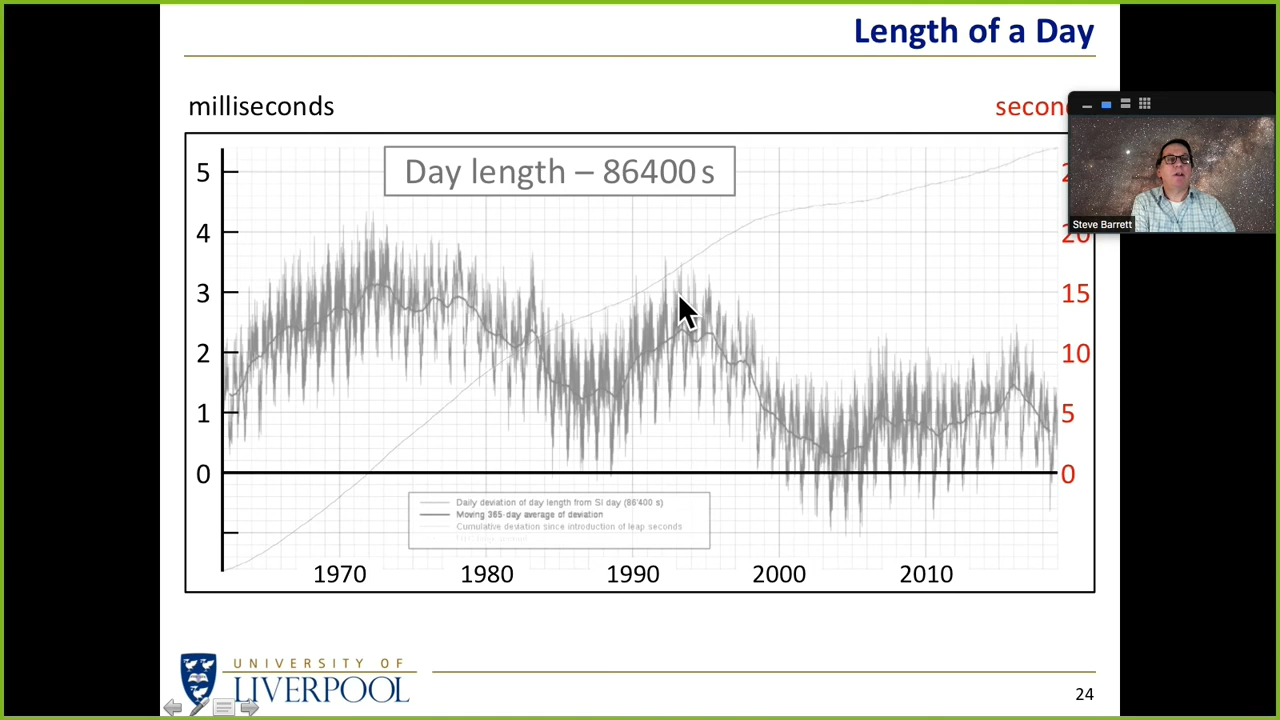 Length of a Day
milliseconds
Steve Barrett
Day length – 86400 s
5
4
3
2
1
0
20
15
10
5
0
Daily deviation of day length from SI day (86'400 s)
Moving 365-day average of deviation
Cumulative deviation since introduction of leap seconds
1970 1980 1990 2000 2010
UNIVERSITY OF
LIVERPOOL
24